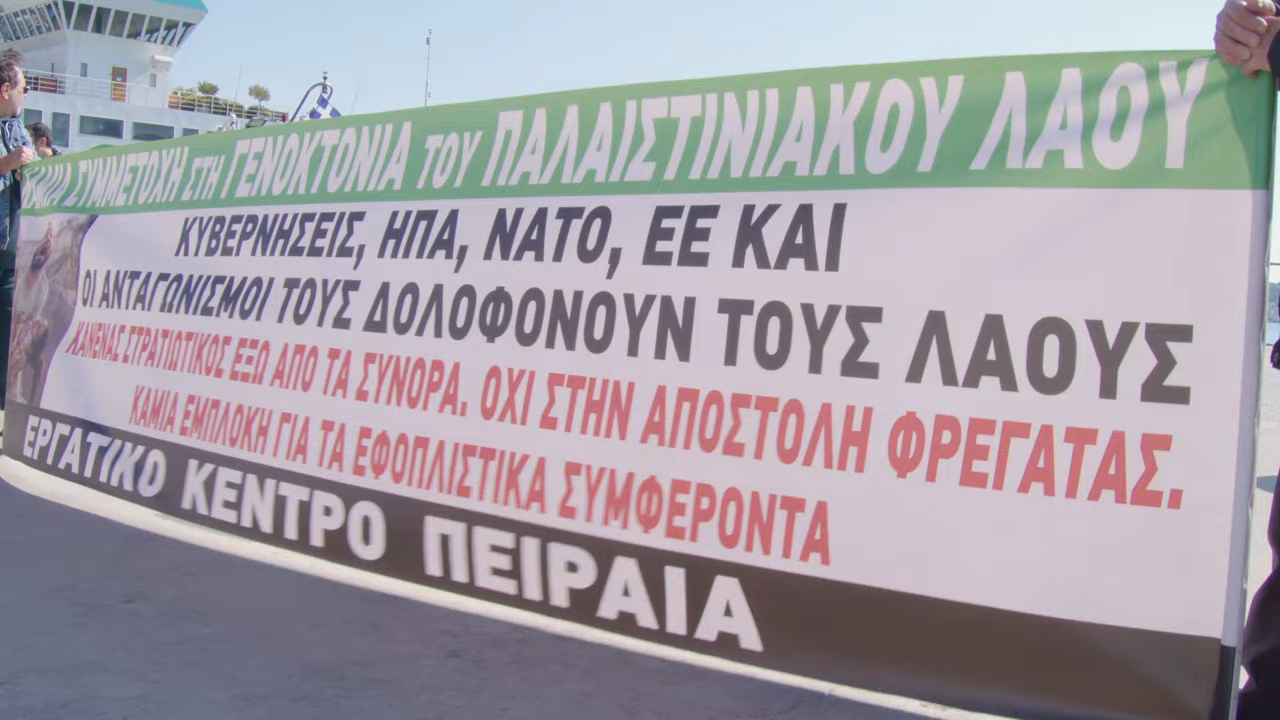 ΚΑΜΙΑ ΣΥΜΜΕΤΟΧΗ ΣΤΗ ΓΕΝΟΚΤΟΝΙΑ ΤΟΥ ΠΑΛΑΙΣΤΙΝΙΑΚΟΥ ΛΑΟΥ
ΚΥΒΕΡΝΗΣΕΙΣ, ΗΠΑ, ΝΑΤΟ, ΕΕ ΚΑΙ
ΟΙ ΑΝΤΑΓΩΝΙΣΜΟΙ ΤΟΥΣ ΔΟΛΟΦΟΝΟΥΝ ΤΟΥΣ ΛΑΟΥΣ
ΚΑΝΕΝΑΣ ΣΤΡΑΤΙΩΤΙΚΟΣ ΕΞΩ ΑΠΟ ΤΑ ΣΥΝΟΡΑ. ΟΧΙ ΣΤΗΝ ΑΠΟΣΤΟΛΗ ΦΡΕΓΑΤΑΣ.
ΚΑΜΙΑ ΕΜΠΛΟΚΗ ΓΙΑ ΤΑ ΕΦΟΠΛΙΣΤΙΚΑ ΣΥΜΦΕΡΟΝΤΑ
ΕΡΓΑΤΙΚΟ ΚΕΝΤΡΟ ΠΕΙΡΑΙΑ